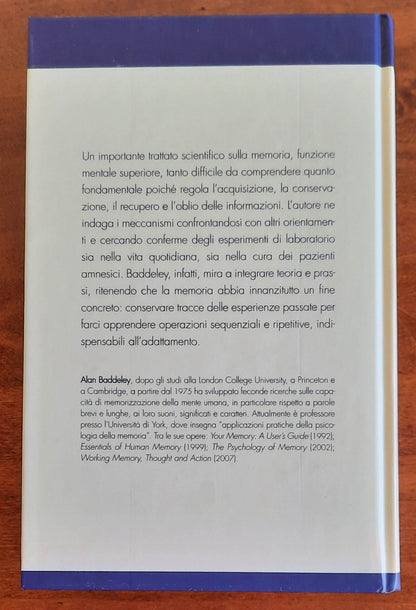 Un importante trattato scientifico sulla memoria, funzione
mentale superiore, tanto difficile da comprendere quanto
fondamentale poiché regola l'acquisizione, la conserva-
zione, il recupero e l'oblio delle informazioni. L'autore ne
indaga i meccanismi confrontandosi con altri orientamen-
ti e cercando conferme degli esperimenti di laboratorio
sia nella vita quotidiana, sia nella cura dei pazienti
amnesici. Baddeley, infatti, mira a integrare teoria e pras-
si, ritenendo che la memoria abbia innanzitutto un fine
concreto: conservare tracce delle esperienze passate per
farci apprendere operazioni sequenziali e ripetitive, indi-
spensabili all'adattamento.
Alan Baddeley, dopo gli studi alla London College University, a Princeton e
a Cambridge, a partire dal 1975 ha sviluppato feconde ricerche sulle capa-
cità di memorizzazione della mente umana, in particolare rispetto a parole
brevi e lunghe, ai loro suoni, significati e caratteri. Attualmente è professore
presso l'Università di York, dove insegna "applicazioni pratiche della psico-
logia della memoria". Tra le sue opere: Your Memory: A User's Guide (1992);
Essentials of Human Memory (1999); The Psychology of Memory (2002);
Working Memory, Thought and Action (2007).